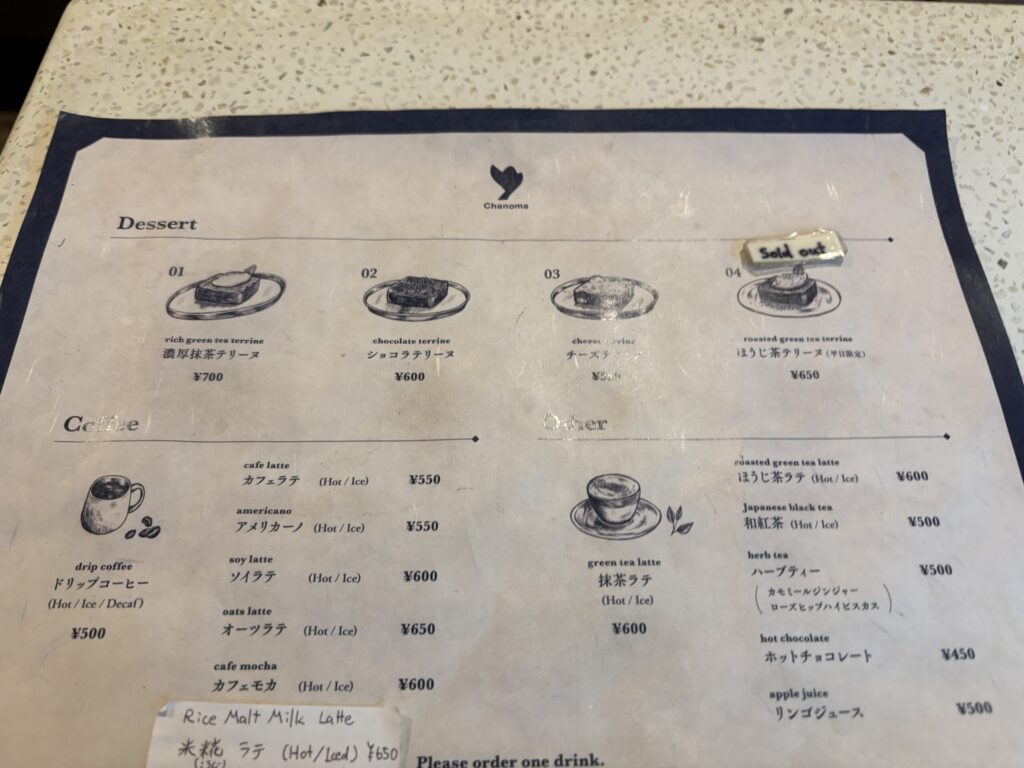 Chanoma
Dessert
Sold out
01
02
03
04
rich green tea terrine
濃厚抹茶テリーヌ
¥700
chocolate terrine
ショコラテリーヌ
¥600
cheese terrine
チーズテ
roasted green tea terrine
ほうじ茶テリーヌ (平日限定)
¥650
Coffee
drip coffee
ドリップコーヒー
(Hot / Ice / Decaf)
¥500
cafe latte
カフェラテ (Hot / Ice) ¥550
americano
アメリカーノ (Hot / Ice) ¥550
soy latte
ソイラテ (Hot / Ice) ¥600
oats latte
オーツラテ (Hot / Ice) ¥650
cafe mocha
カフェモカ (Hot / Ice) ¥600
Rice Malt Milk Latte
米糀 ラテ (Hot/Iced) ¥650
Other
green tea latte
抹茶ラテ
(Hot / Ice)
¥600
roasted green tea latte
ほうじ茶ラテ (Hot / Ice) ¥600
Japanese black tea
和紅茶 (Hot / Ice) ¥500
herb tea
ハーブティー ¥500
( カモミールジンジャー
ローズヒップハイビスカス )
hot chocolate
ホットチョコレート ¥450
apple juice
リンゴジュース ¥500
Please order one drink.